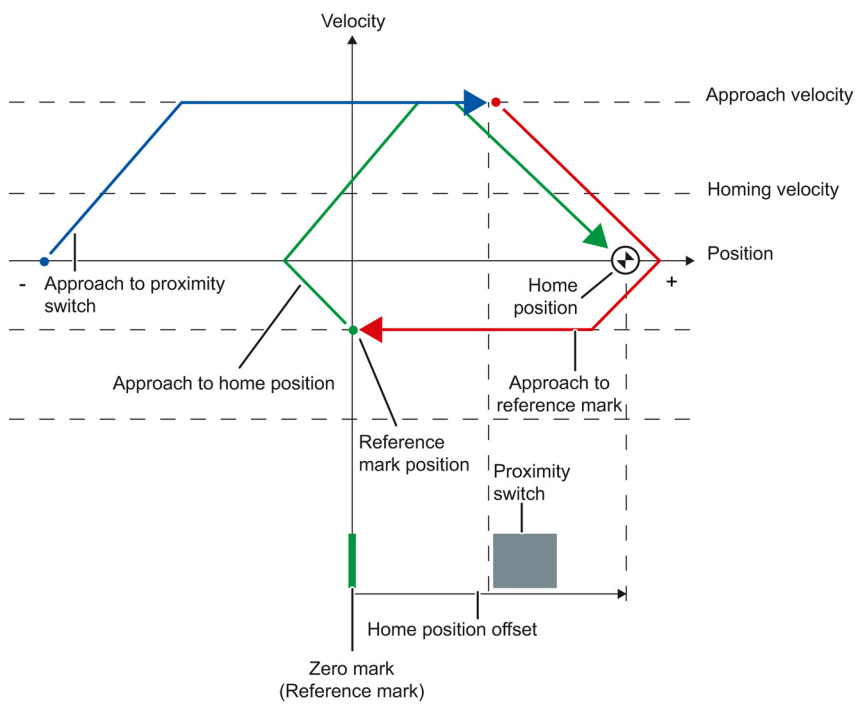 Velocity
Approach velocity
Homing velocity
Position
-
+
Approach to proximity
switch
Home
position
Approach to home position
Approach to
reference mark
Reference
mark position
Proximity
switch
Home position offset
Zero mark
(Reference mark)